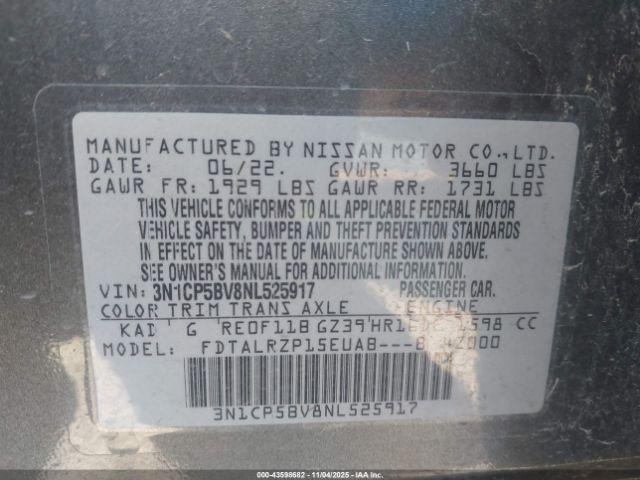 MANUFACTURED BY NISSAN MOTOR CO.,LTD.
DATE: 06/22. GVWR: 3660 LBS
GAWR FR: 1929 LBS GAWR RR: 1731 LBS
THIS VEHICLE CONFORMS TO ALL APPLICABLE FEDERAL MOTOR
VEHICLE SAFETY, BUMPER AND THEFT PREVENTION STANDARDS
IN EFFECT ON THE DATE OF MANUFACTURE SHOWN ABOVE.
SEE OWNER'S MANUAL FOR ADDITIONAL INFORMATION.
VIN: 3N1CP5BV8NL525917 PASSENGER CAR.
COLOR TRIM TRANS AXLE ENGINE
KAD G RE0F11B GZ39 HR16DE 1598 CC
MODEL: FDTALRZP15EUAB---
3N1CP5BV8NL525917
000-43598682 - 11/04/2025 - IAAI.COM